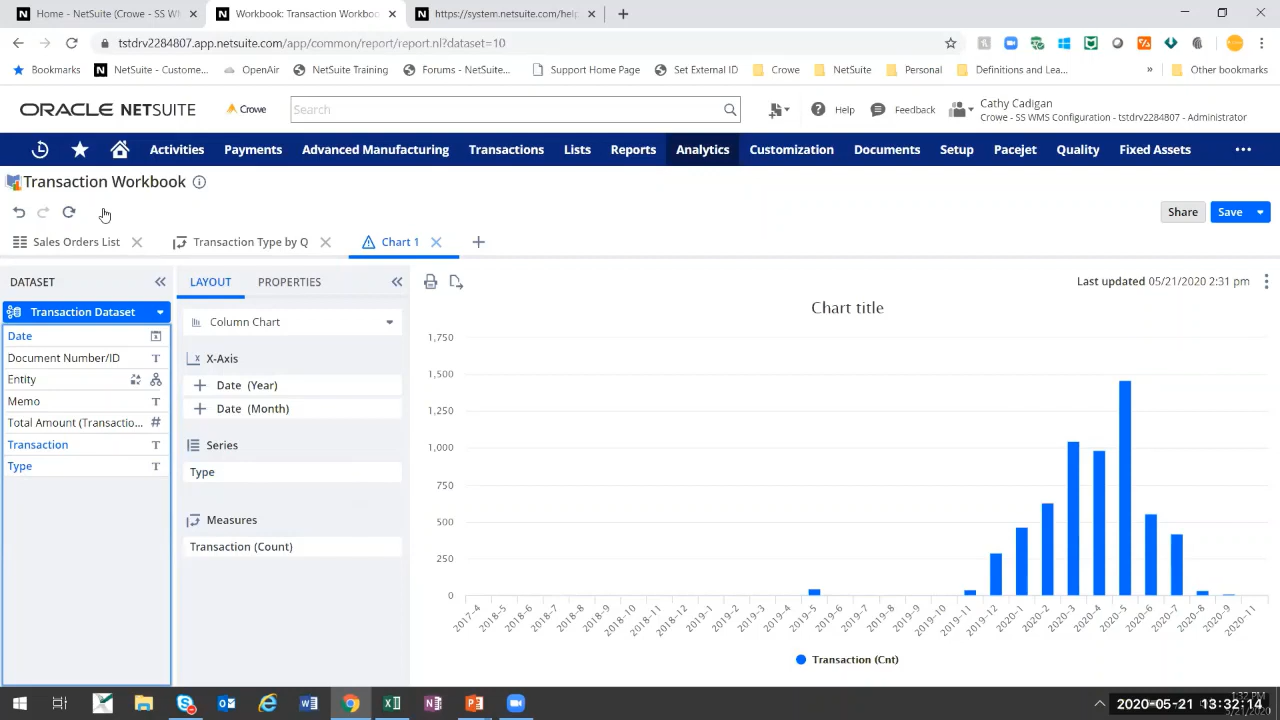 Home - NetSuite (Crowe - SS WM
Workbook: Transaction Workboo
https://system.netsuite.com/help
tstdrv2284807.app.netsuite.com/app/common/report/report.nl?dataset=10
Bookmarks
NetSuite - Custome...
OpenAir
NetSuite Training
Forums - NetSuite...
Support Home Page
Set External ID
Crowe
NetSuite
Personal
Definitions and Lea...
»
Other bookmarks
ORACLE NETSUITE
Crowe
Search
Help
Feedback
Cathy Cadigan
Crowe - SS WMS Configuration - tstdrv2284807 - Administrator
Activities
Payments
Advanced Manufacturing
Transactions
Lists
Reports
Analytics
Customization
Documents
Setup
Pacejet
Quality
Fixed Assets
Transaction Workbook
Share
Save
Sales Orders List
Transaction Type by Q
Chart 1
DATASET
LAYOUT
PROPERTIES
Last updated 05/21/2020 2:31 pm
Transaction Dataset
Date
Document Number/ID
Entity
Memo
Total Amount (Transactio...
Transaction
Type
Column Chart
X-Axis
Date (Year)
Date (Month)
Series
Type
Measures
Transaction (Count)
Chart title
1,750
1,500
1,250
1,000
750
500
250
0
2017-4
2018-5
2018-6
2018-7
2018-8
2018-9
2018-10
2018-11
2018-12
2019-1
2019-2
2019-3
2019-4
2019-5
2019-6
2019-7
2019-8
2019-9
2019-10
2019-11
2019-12
2020-1
2020-2
2020-3
2020-4
2020-5
2020-6
2020-7
2020-8
2020-9
2020-11
Transaction (Cnt)
2020-05-21 13:32:14